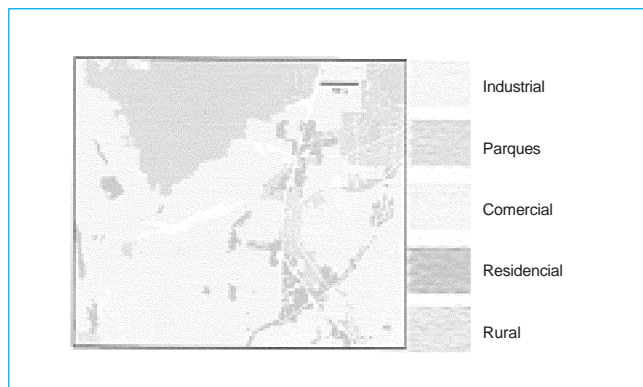 Industrial
Parques
Comercial
Residencial
Rural